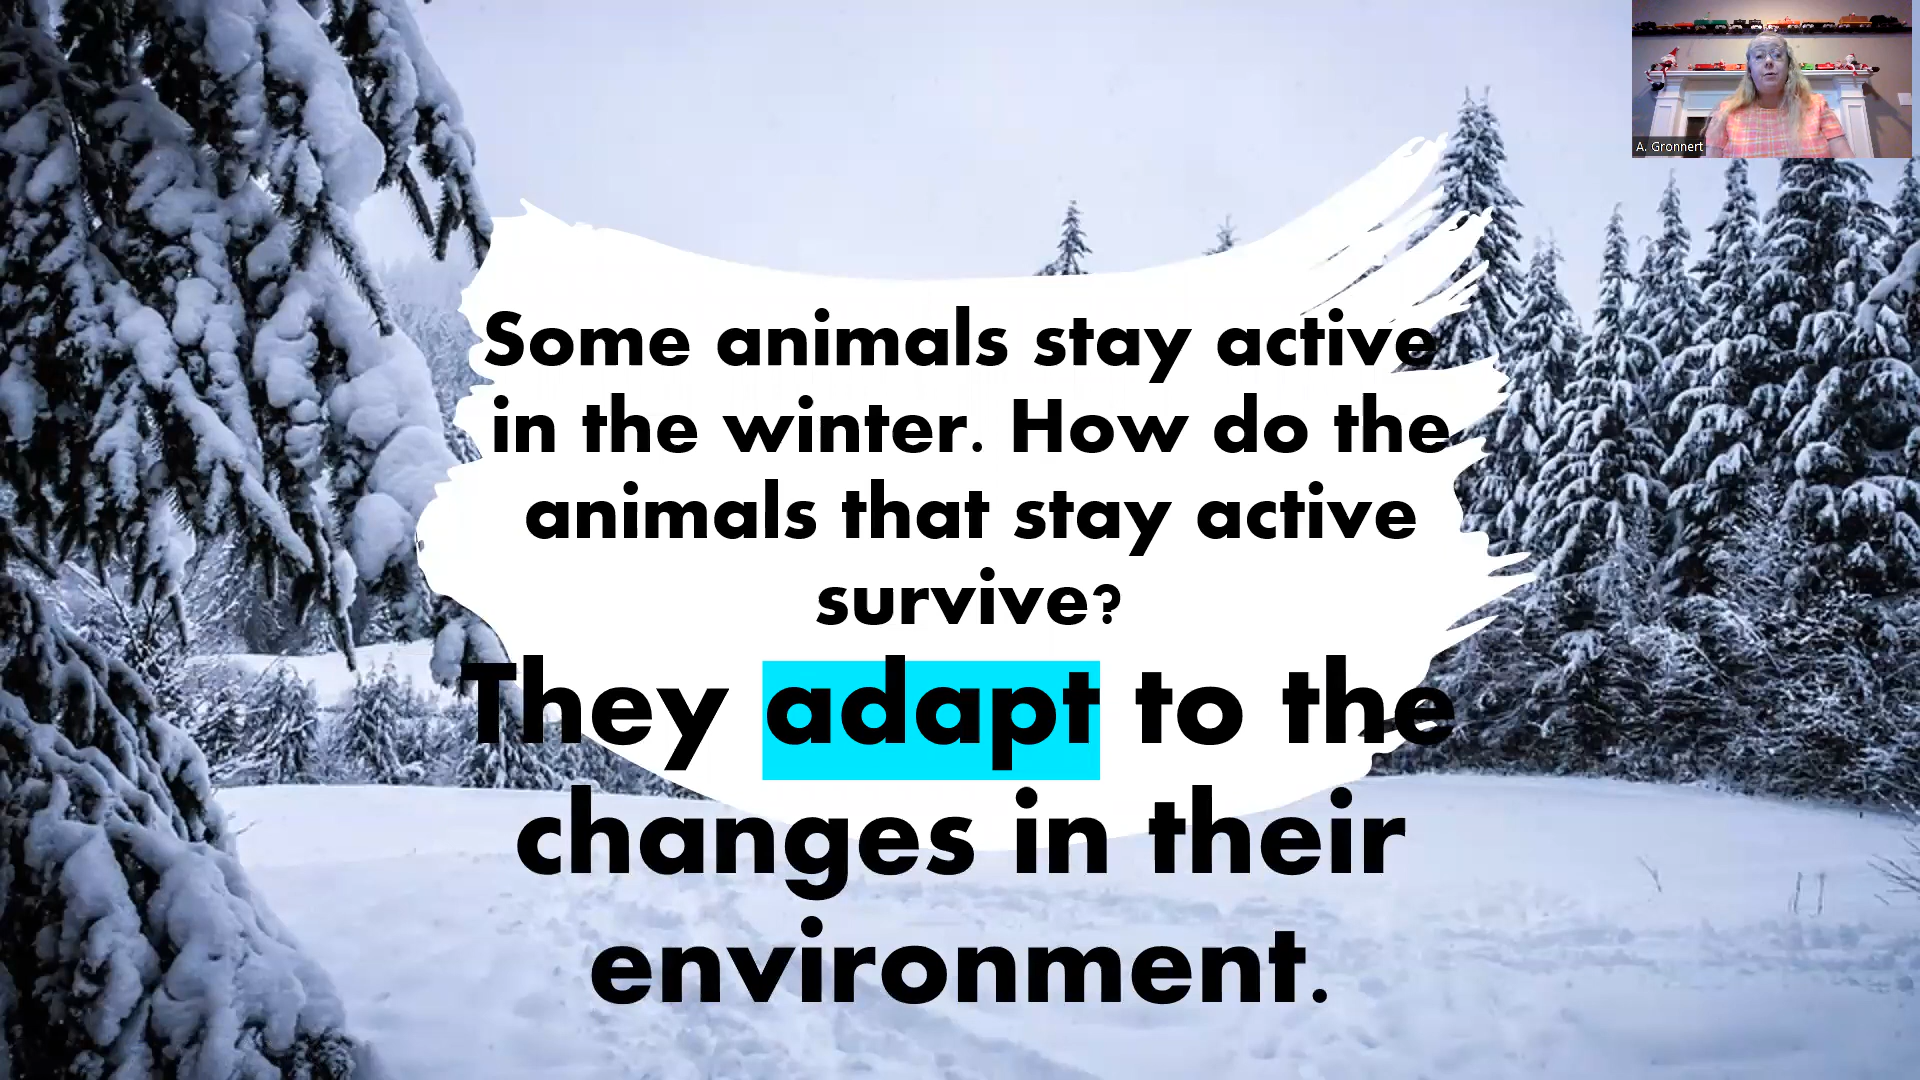 A. Gronnert
Some animals stay active
in the winter. How do the
animals that stay active
survive?
They adapt to the
changes in their
environment.